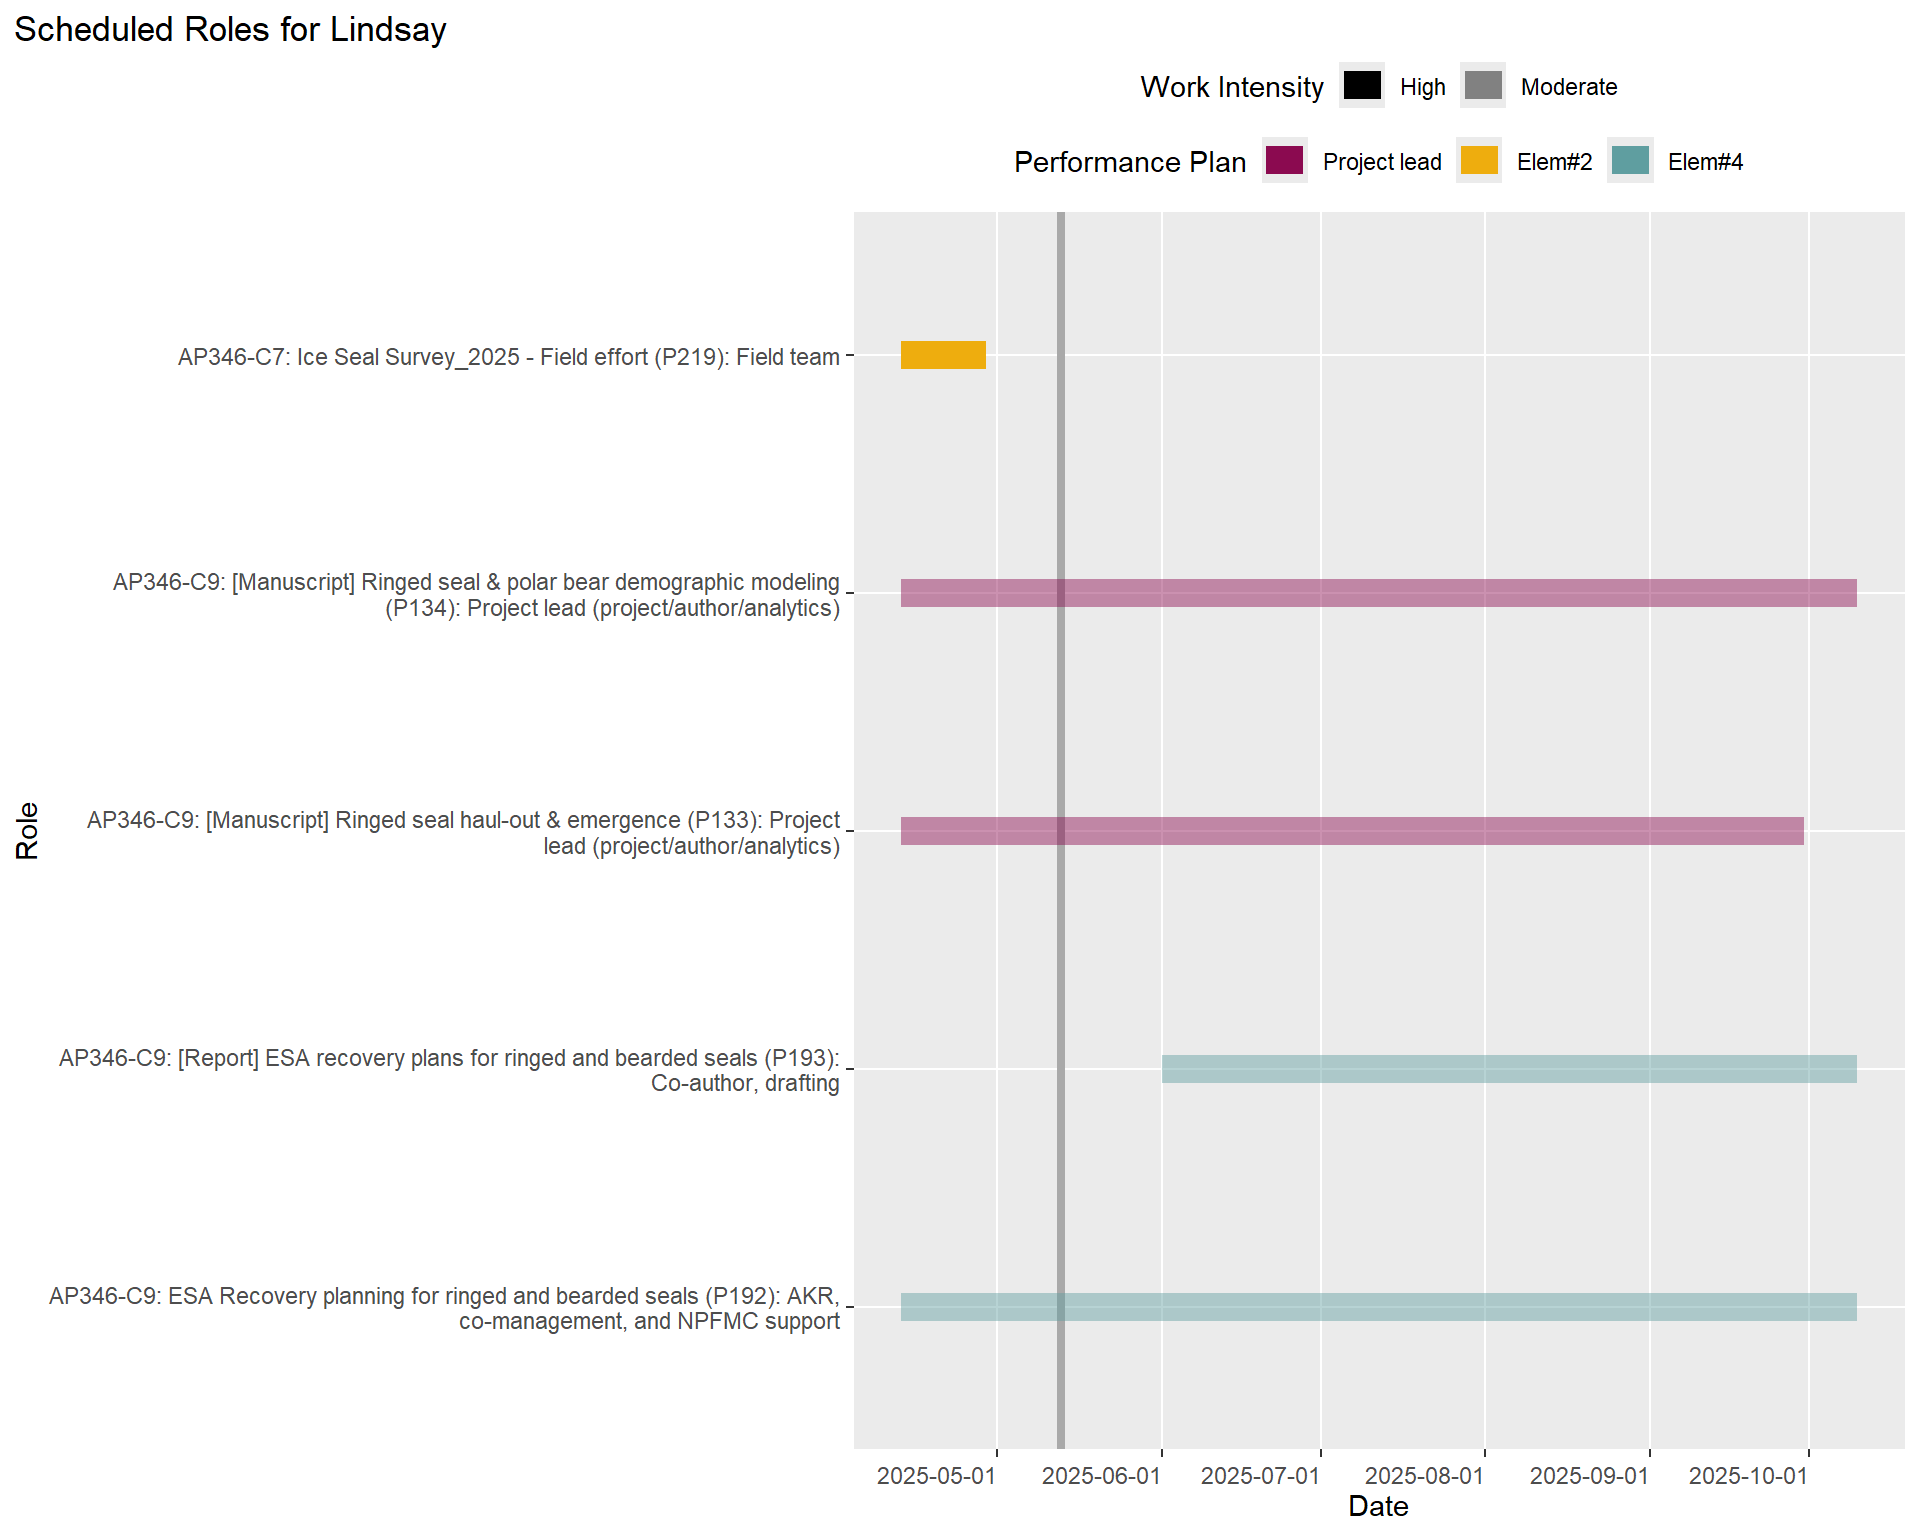 Scheduled Roles for Lindsay
Work Intensity High Moderate
Performance Plan Project lead Elem#2 Elem#4
AP346-C7: Ice Seal Survey_2025 - Field effort (P219): Field team
AP346-C9: [Manuscript] Ringed seal & polar bear demographic modeling
(P134): Project lead (project/author/analytics)
AP346-C9: [Manuscript] Ringed seal haul-out & emergence (P133): Project
lead (project/author/analytics)
AP346-C9: [Report] ESA recovery plans for ringed and bearded seals (P193):
Co-author, drafting
AP346-C9: ESA Recovery planning for ringed and bearded seals (P192): AKR,
co-management, and NPFMC support
Role
2025-05-01 2025-06-01 2025-07-01 2025-08-01 2025-09-01 2025-10-01
Date